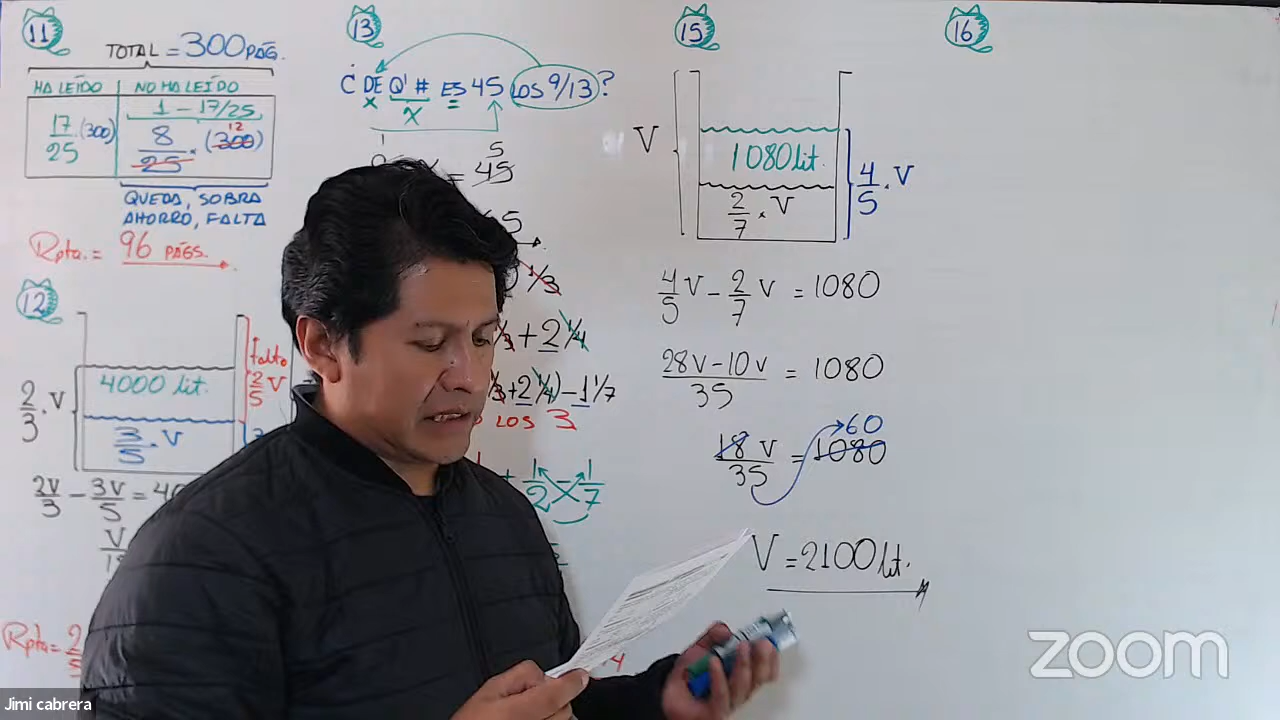 11
TOTAL = 300 PÁG.
HA LEÍDO NO HA LEÍDO
1 - 17/25
17/25 . (300) 8/25 . (300) 12
QUEDA, SOBRA
AHORRO, FALTA
Rpta. = 96 PÁGS.
12
falta
2/5 V
4000 lit.
2/3 . V
3/5 . V
2V/3 - 3V/5 =
Rpta =
13
¿DE Q' # ES 45 LOS 9/13?
x x
5
= 45
1/3
1/3 + 2 1/4
1/3 + 2 1/4) - 1 1/7
LOS 3
1/2 1/7
15
V
1080 lit.
2/7 . V
4/5 . V
4/5 V - 2/7 V = 1080
28V - 10V / 35 = 1080
60
18 V / 35 = 1080
V = 2100 lit.
16
zoom
Jimi cabrera